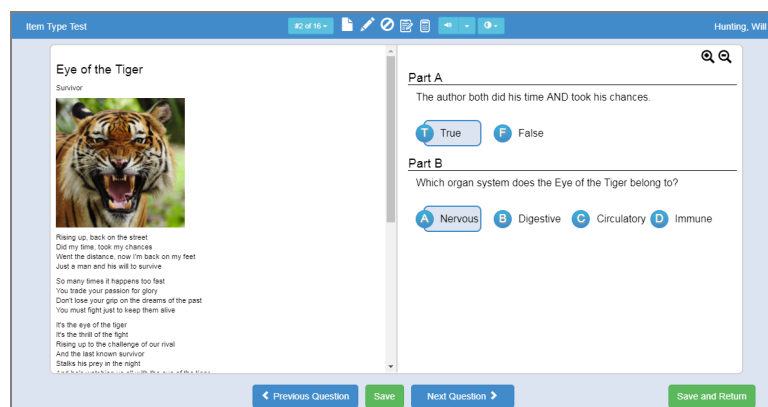 Item Type Test
#2 of 16
Hunting, Will
Eye of the Tiger
Survivor
Rising up, back on the street
Did my time, took my chances
Went the distance, now I'm back on my feet
Just a man and his will to survive
So many times it happens too fast
You trade your passion for glory
Don't lose your grip on the dreams of the past
You must fight just to keep them alive
It's the eye of the tiger
It's the thrill of the fight
Rising up to the challenge of our rival
And the last known survivor
Stalks his prey in the night
Part A
The author both did his time AND took his chances.
T True F False
Part B
Which organ system does the Eye of the Tiger belong to?
A Nervous B Digestive C Circulatory D Immune
Previous Question Save Next Question Save and Return